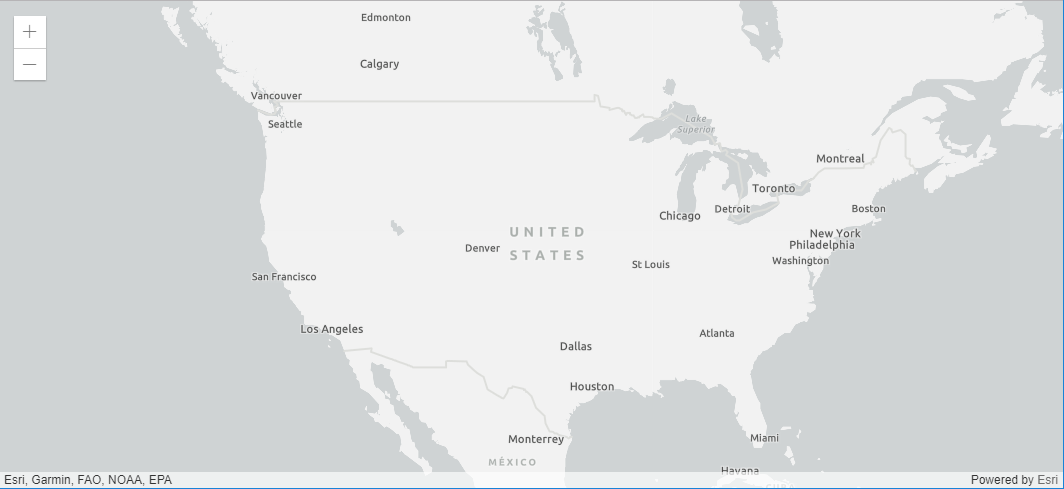 Edmonton
Calgary
Vancouver
Seattle
Lake
Superior
Montreal
Toronto
Detroit
Boston
Chicago
New York
UNITED
STATES
Philadelphia
Denver
Washington
St Louis
San Francisco
Los Angeles
Atlanta
Dallas
Houston
Monterrey
Miami
MÉXICO
Havana
Esri, Garmin, FAO, NOAA, EPA
Powered by Esri